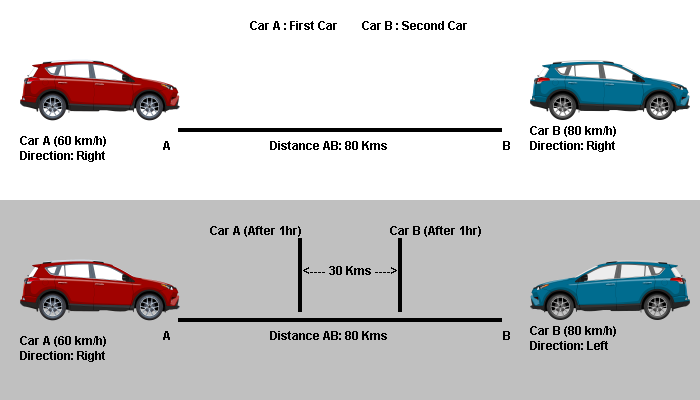 Car A : First Car Car B : Second Car
Car A (60 km/h)
Direction: Right
A
Distance AB: 80 Kms
B
Car B (80 km/h)
Direction: Right
Car A (After 1hr)
Car B (After 1hr)
<---- 30 Kms ---->
Car A (60 km/h)
Direction: Right
A
Distance AB: 80 Kms
B
Car B (80 km/h)
Direction: Left